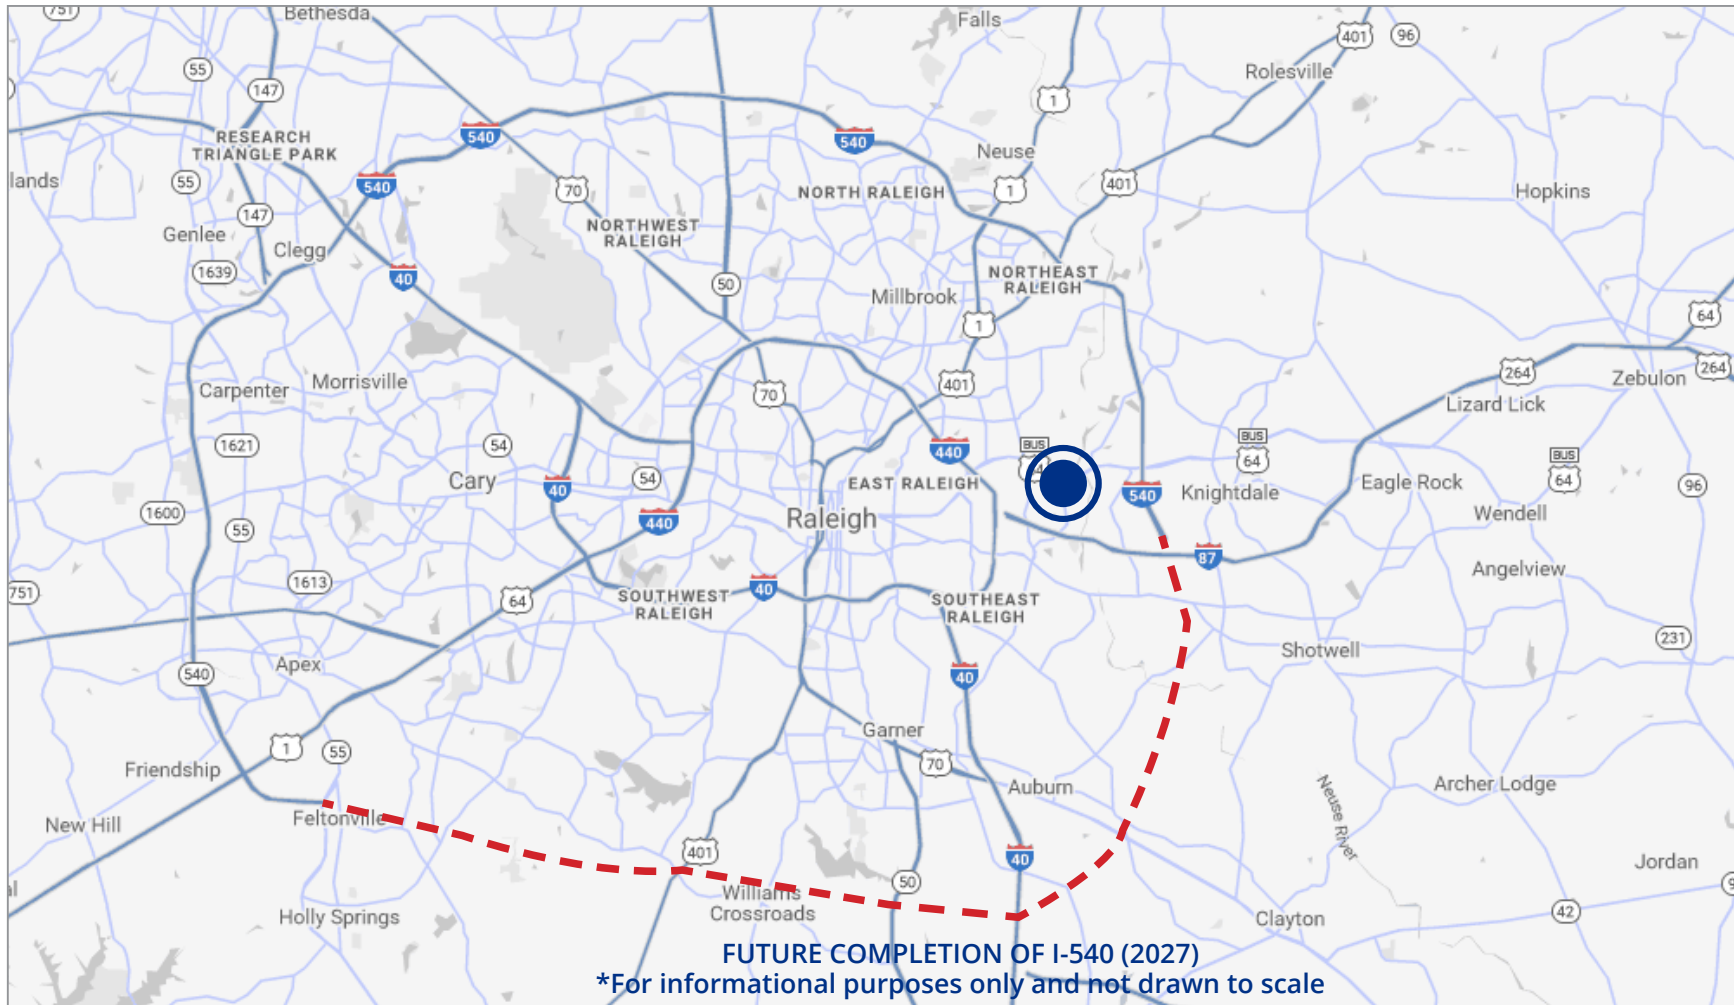 751
Bethesda
Falls
401
96
55
147
1
Rolesville
RESEARCH
TRIANGLE PARK
540
540
Neuse
lands
55
540
70
NORTH RALEIGH
1
401
Hopkins
147
Genlee
Clegg
NORTHWEST
RALEIGH
1639
40
50
NORTHEAST
RALEIGH
Millbrook
1
64
Carpenter
Morrisville
70
401
264
264
Zebulon
Lizard Lick
1621
54
440
BUS
BUS
64
BUS
64
Cary
54
40
EAST RALEIGH
540
Knightdale
Eagle Rock
64
96
1600
55
440
Raleigh
Wendell
87
751
1613
64
SOUTHWEST
RALEIGH
40
SOUTHEAST
RALEIGH
Angelview
231
Shotwell
Apex
540
40
Garner
1
55
70
Friendship
Auburn
Archer Lodge
Neuse River
New Hill
Feltonville
401
40
Jordan
al
50
9
Williams
Crossroads
Holly Springs
Clayton
42
FUTURE COMPLETION OF I-540 (2027)
*For informational purposes only and not drawn to scale